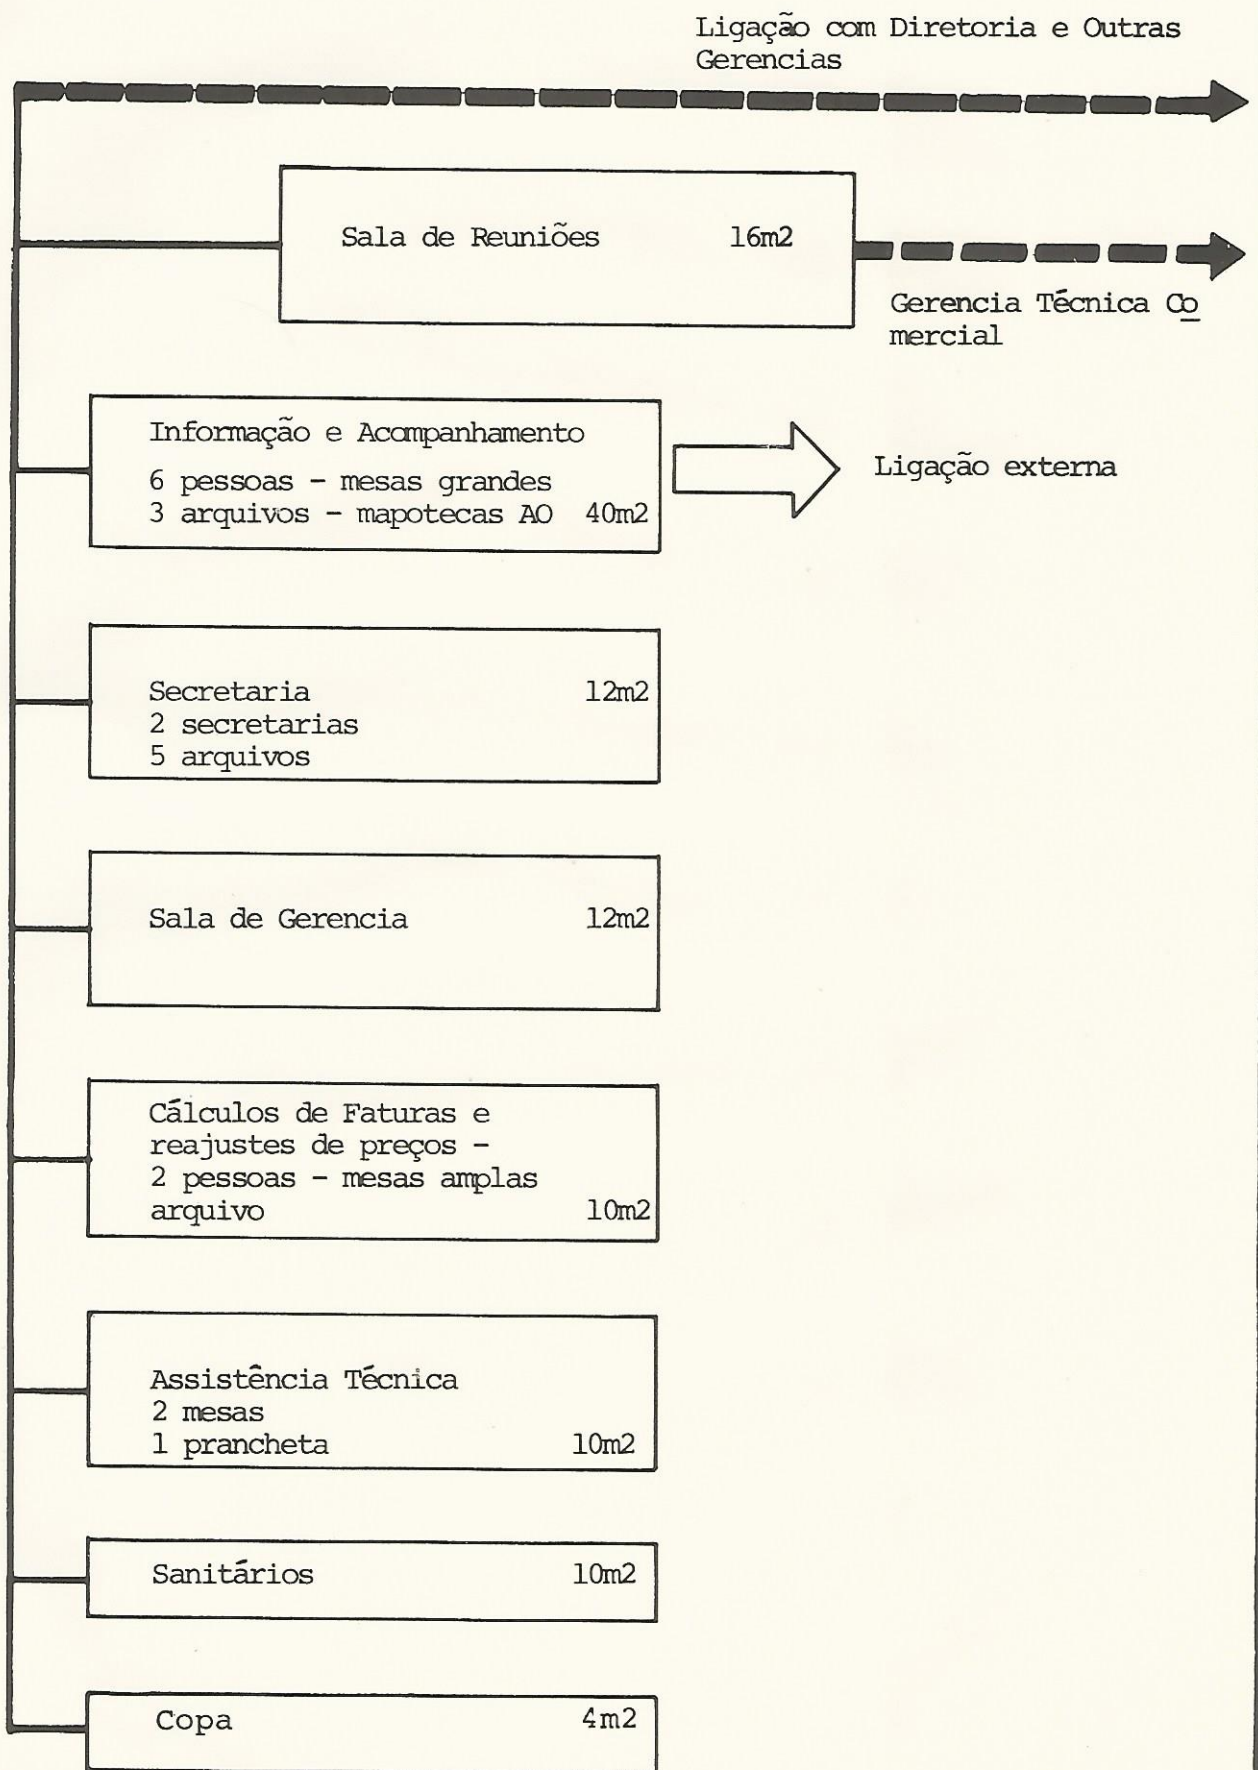 Ligação com Diretoria e Outras
Gerencias
Sala de Reuniões 16m2
Gerencia Técnica Co
mercial
Informação e Acompanhamento
6 pessoas - mesas grandes
3 arquivos - mapotecas AO 40m2
Ligação externa
Secretaria 12m2
2 secretarias
5 arquivos
Sala de Gerencia 12m2
Cálculos de Faturas e
reajustes de preços -
2 pessoas - mesas amplas
arquivo 10m2
Assistência Técnica
2 mesas
1 prancheta 10m2
Sanitários 10m2
Copa 4m2